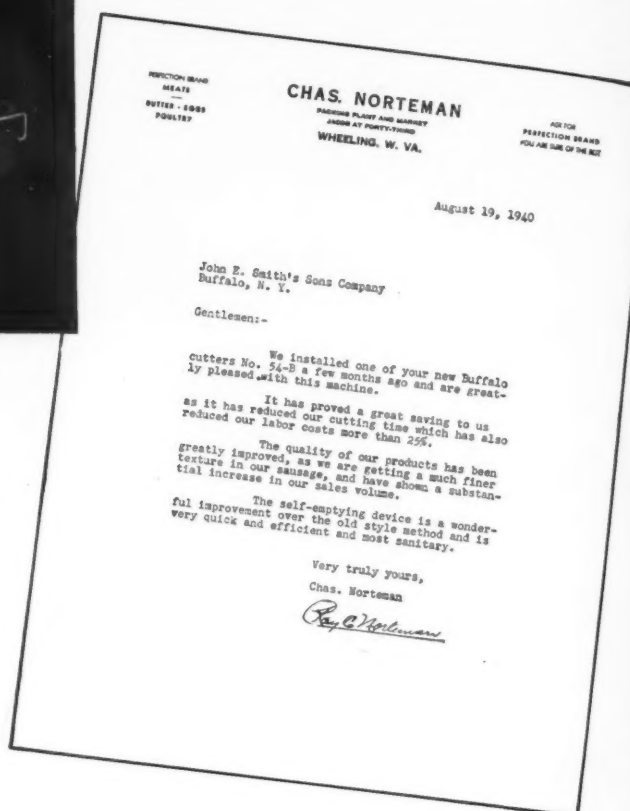 PERFECTION BRAND
MEATS
BUTTER - EGGS
POULTRY
CHAS. NORTEMAN
PACKING PLANT AND MARKET
JACOB AT FORTY-THIRD
WHEELING, W. VA.
ASK FOR
PERFECTION BRAND
YOU ARE SURE OF THE BEST
August 19, 1940
John E. Smith's Sons Company
Buffalo, N. Y.
Gentlemen:-
We installed one of your new Buffalo
cutters No. 54-B a few months ago and are great-
ly pleased with this machine.
It has proved a great saving to us
as it has reduced our cutting time which has also
reduced our labor costs more than 25%.
The quality of our products has been
greatly improved, as we are getting a much finer
texture in our sausage, and have shown a substan-
tial increase in our sales volume.
The self-emptying device is a wonder-
ful improvement over the old style method and is
very quick and efficient and most sanitary.
Very truly yours,
Chas. Norteman
Ray C Norteman